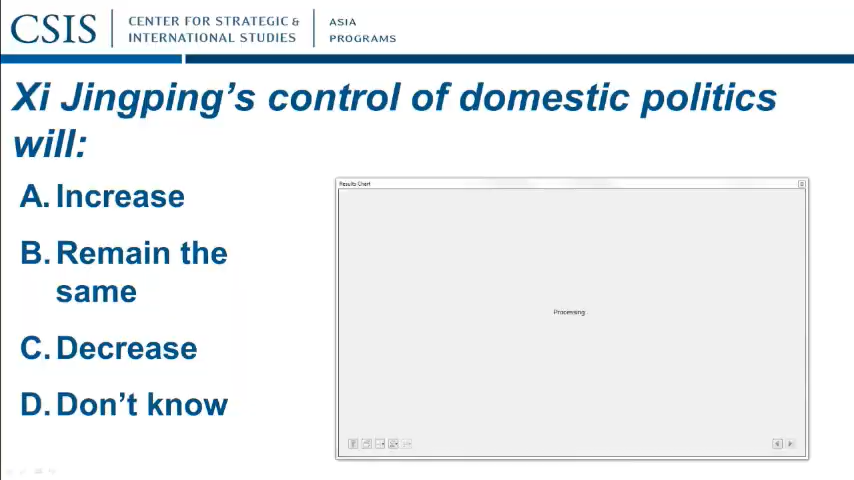 CSIS
CENTER FOR STRATEGIC &
INTERNATIONAL STUDIES
ASIA
PROGRAMS
Xi Jingping’s control of domestic politics
will:
A. Increase
B. Remain the
same
C. Decrease
D. Don’t know
Results Chart
Processing